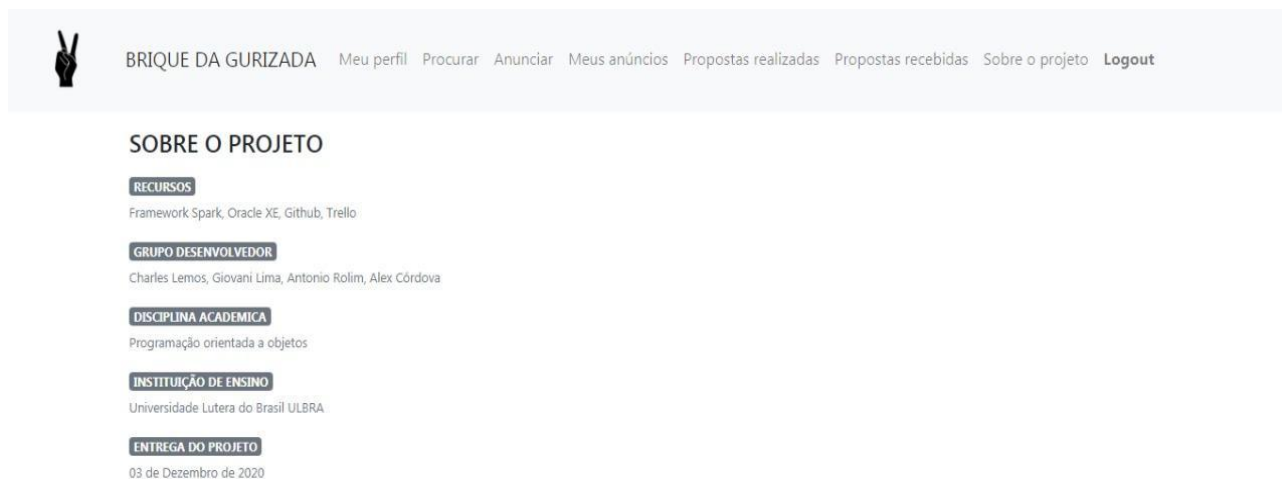 BRIQUE DA GURIZADA Meu perfil Procurar Anunciar Meus anúncios Propostas realizadas Propostas recebidas Sobre o projeto Logout
SOBRE O PROJETO
RECURSOS
Framework Spark, Oracle XE, Github, Trello
GRUPO DESENVOLVEDOR
Charles Lemos, Giovani Lima, Antonio Rolim, Alex Córdova
DISCIPLINA ACADEMICA
Programação orientada a objetos
INSTITUIÇÃO DE ENSINO
Universidade Lutera do Brasil ULBRA
ENTREGA DO PROJETO
03 de Dezembro de 2020